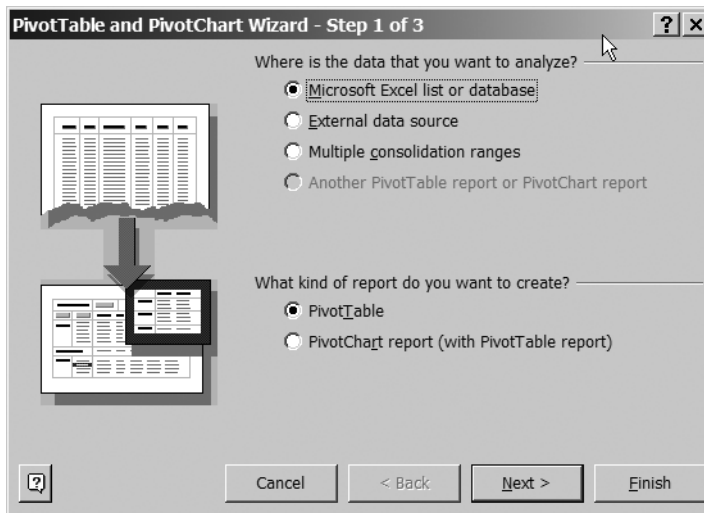 PivotTable and PivotChart Wizard - Step 1 of 3
Where is the data that you want to analyze?
Microsoft Excel list or database
External data source
Multiple consolidation ranges
Another PivotTable report or PivotChart report
What kind of report do you want to create?
PivotTable
PivotChart report (with PivotTable report)
Cancel
< Back
Next >
Finish